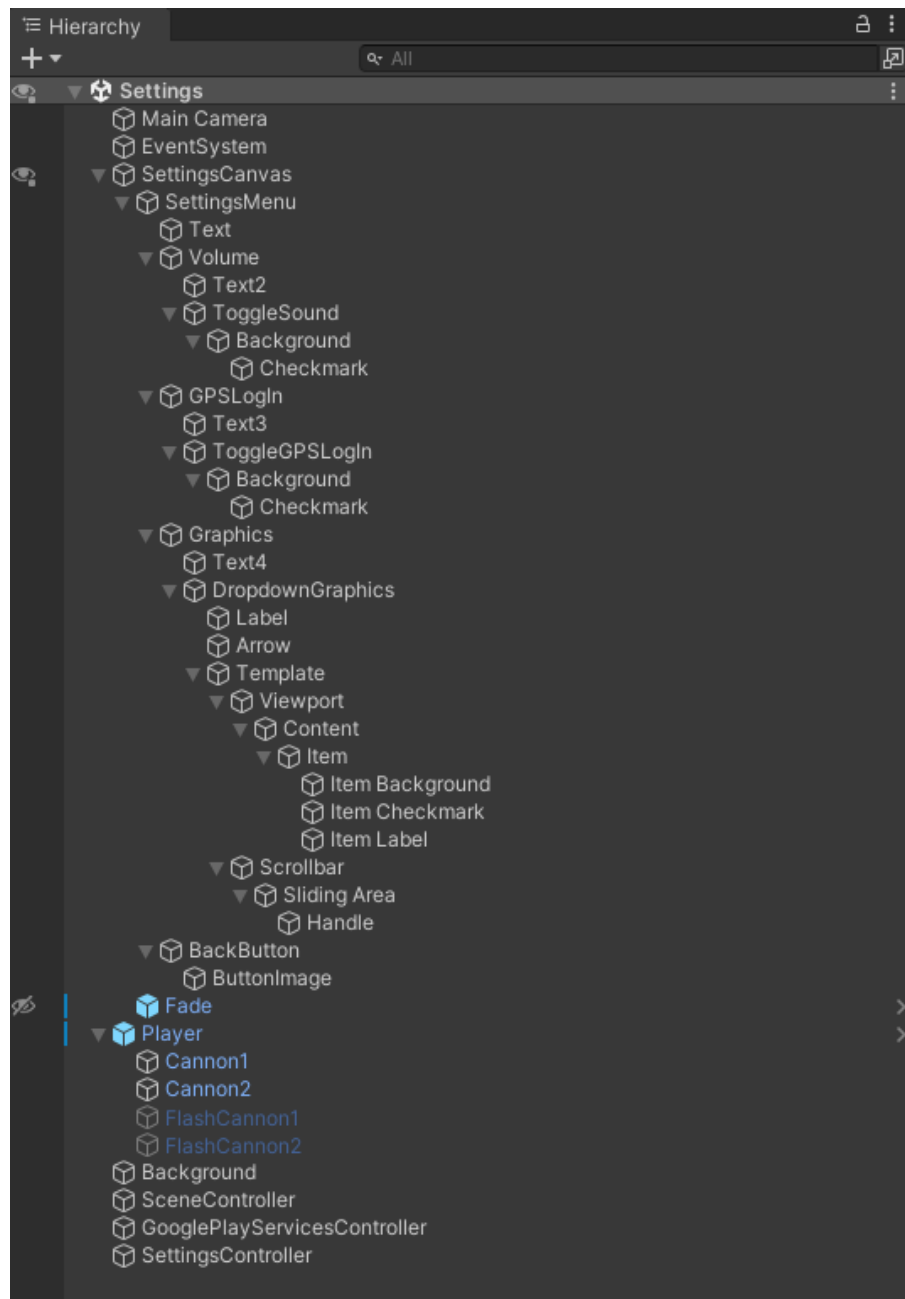 Hierarchy
All
Settings
Main Camera
EventSystem
SettingsCanvas
SettingsMenu
Text
Volume
Text2
ToggleSound
Background
Checkmark
GPSLogIn
Text3
ToggleGPSLogIn
Background
Checkmark
Graphics
Text4
DropdownGraphics
Label
Arrow
Template
Viewport
Content
Item
Item Background
Item Checkmark
Item Label
Scrollbar
Sliding Area
Handle
BackButton
ButtonImage
Fade
Player
Cannon1
Cannon2
FlashCannon1
FlashCannon2
Background
SceneController
GooglePlayServicesController
SettingsController